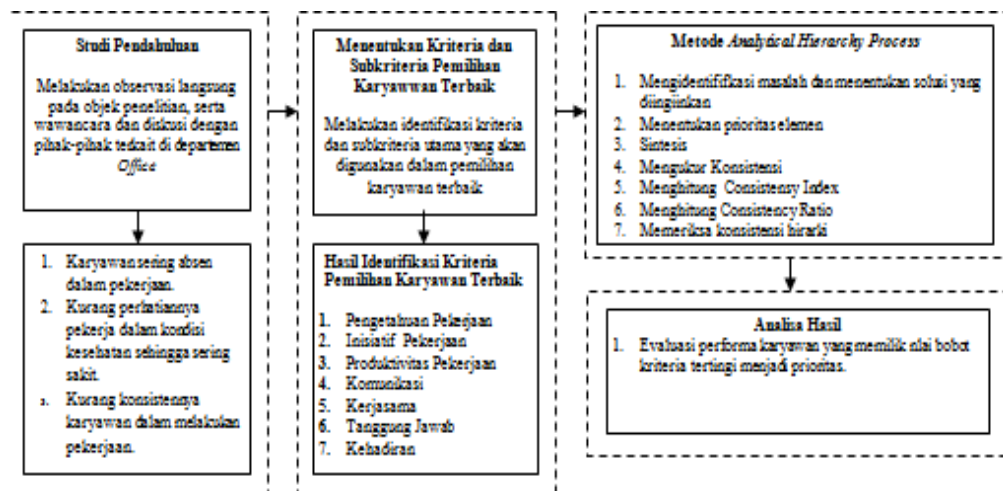 Studi Pendahuluan
Melakukan observasi langsung
pada objek penelitian, serta
wawancara dan diskusi dengan
pihak-pihak terkait di departemen
Office
1. Karyawan sering absen
dalam pekerjaan.
2. Kurang perhatiannya
pekerja dalam kondisi
kesehatan sehingga sering
sakit.
3. Kurang konsistennya
karyawan dalam melakukan
pekerjaan.
Menentukan Kriteria dan
Subkriteria Pemilihan
Karyawwan Terbaik
Melakukan identifikasi kriteria
dan subkriteria utama yang akan
digunakan dalam pemilihan
karyawan terbaik
Hasil Identifikasi Kriteria
Pemilihan Karyawan Terbaik
1. Pengetahuan Pekerjaan
2. Inisiatif Pekerjaan
3. Produktivitas Pekerjaan
4. Komunikasi
5. Kerjasama
6. Tanggung Jawab
7. Kehadiran
Metode Analytical Hierarchy Process
1. Mengidentififkasi masalah dan menentukan solusi yang
diinginkan
2. Menentukan prioritas elemen
3. Sintesis
4. Mengukur Konsistensi
5. Menghitung Consistensy Index
6. Menghitung Consistency Ratio
7. Memeriksa konsistensi hirarki
Analisa Hasil
1. Evaluasi performa karyawan yang memilik nilai bobot
kriteria tertingi menjadi prioritas.